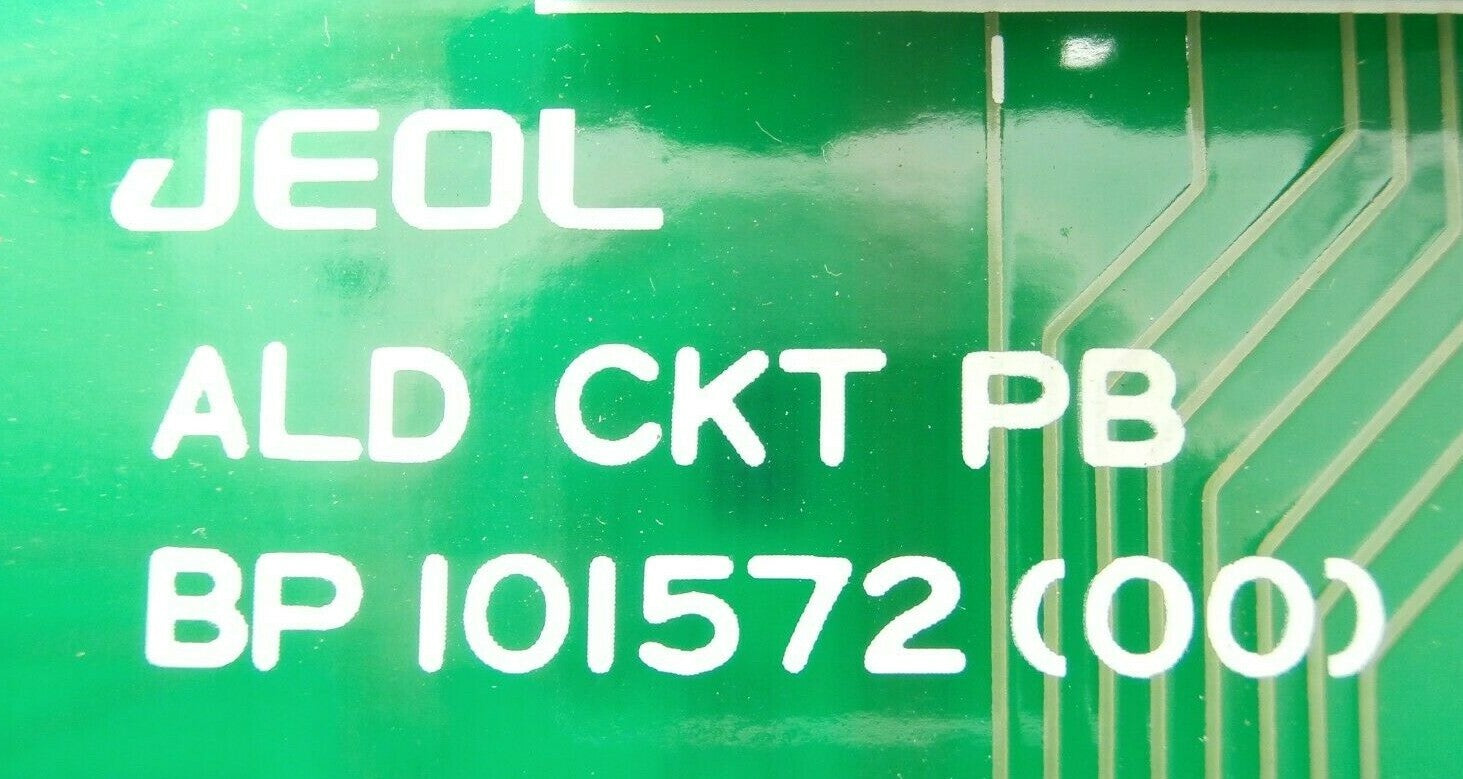 JEOL
ALD CKT PB
BP101572(00)